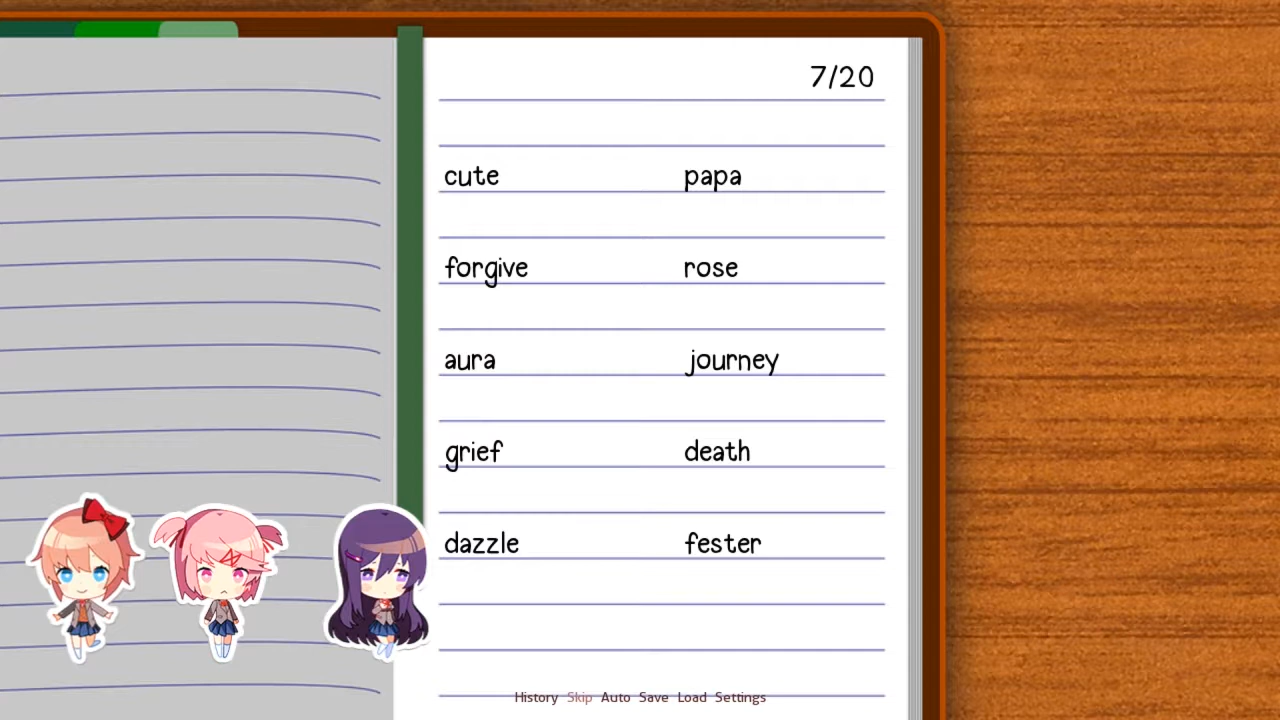 7/20
cute papa
forgive rose
aura journey
grief death
dazzle fester
History Skip Auto Save Load Settings